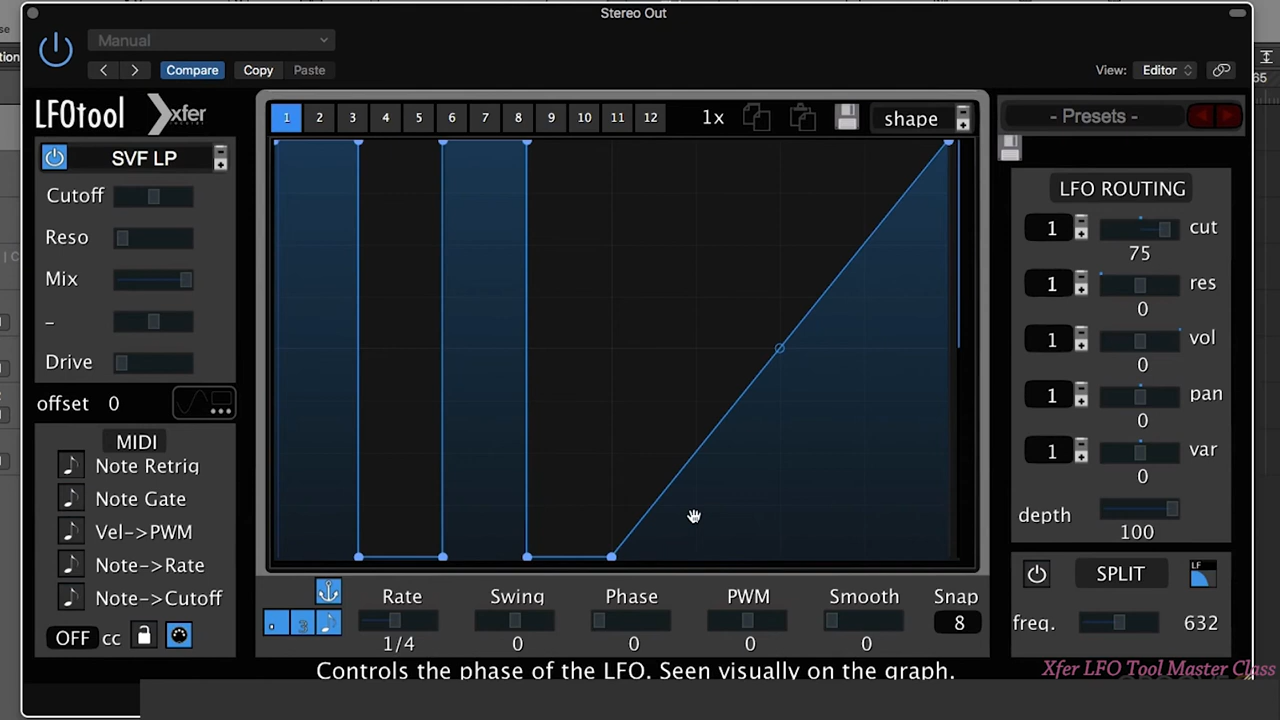 Stereo Out
Manual
Compare Copy Paste View: Editor
LFOtool Xfer records
1 2 3 4 5 6 7 8 9 10 11 12 1x shape - Presets -
SVF LP
Cutoff
Reso
Mix
–
Drive
offset 0
MIDI
Note Retrig
Note Gate
Vel->PWM
Note->Rate
Note->Cutoff
OFF cc
LFO ROUTING
1 cut
75
1 res
0
1 vol
0
1 pan
0
1 var
0
depth
100
SPLIT LF
freq. 632
Rate Swing Phase PWM Smooth Snap
. 3
1/4 0 0 0 0 8
Controls the phase of the LFO. Seen visually on the graph.
Xfer LFO Tool Master Class
65